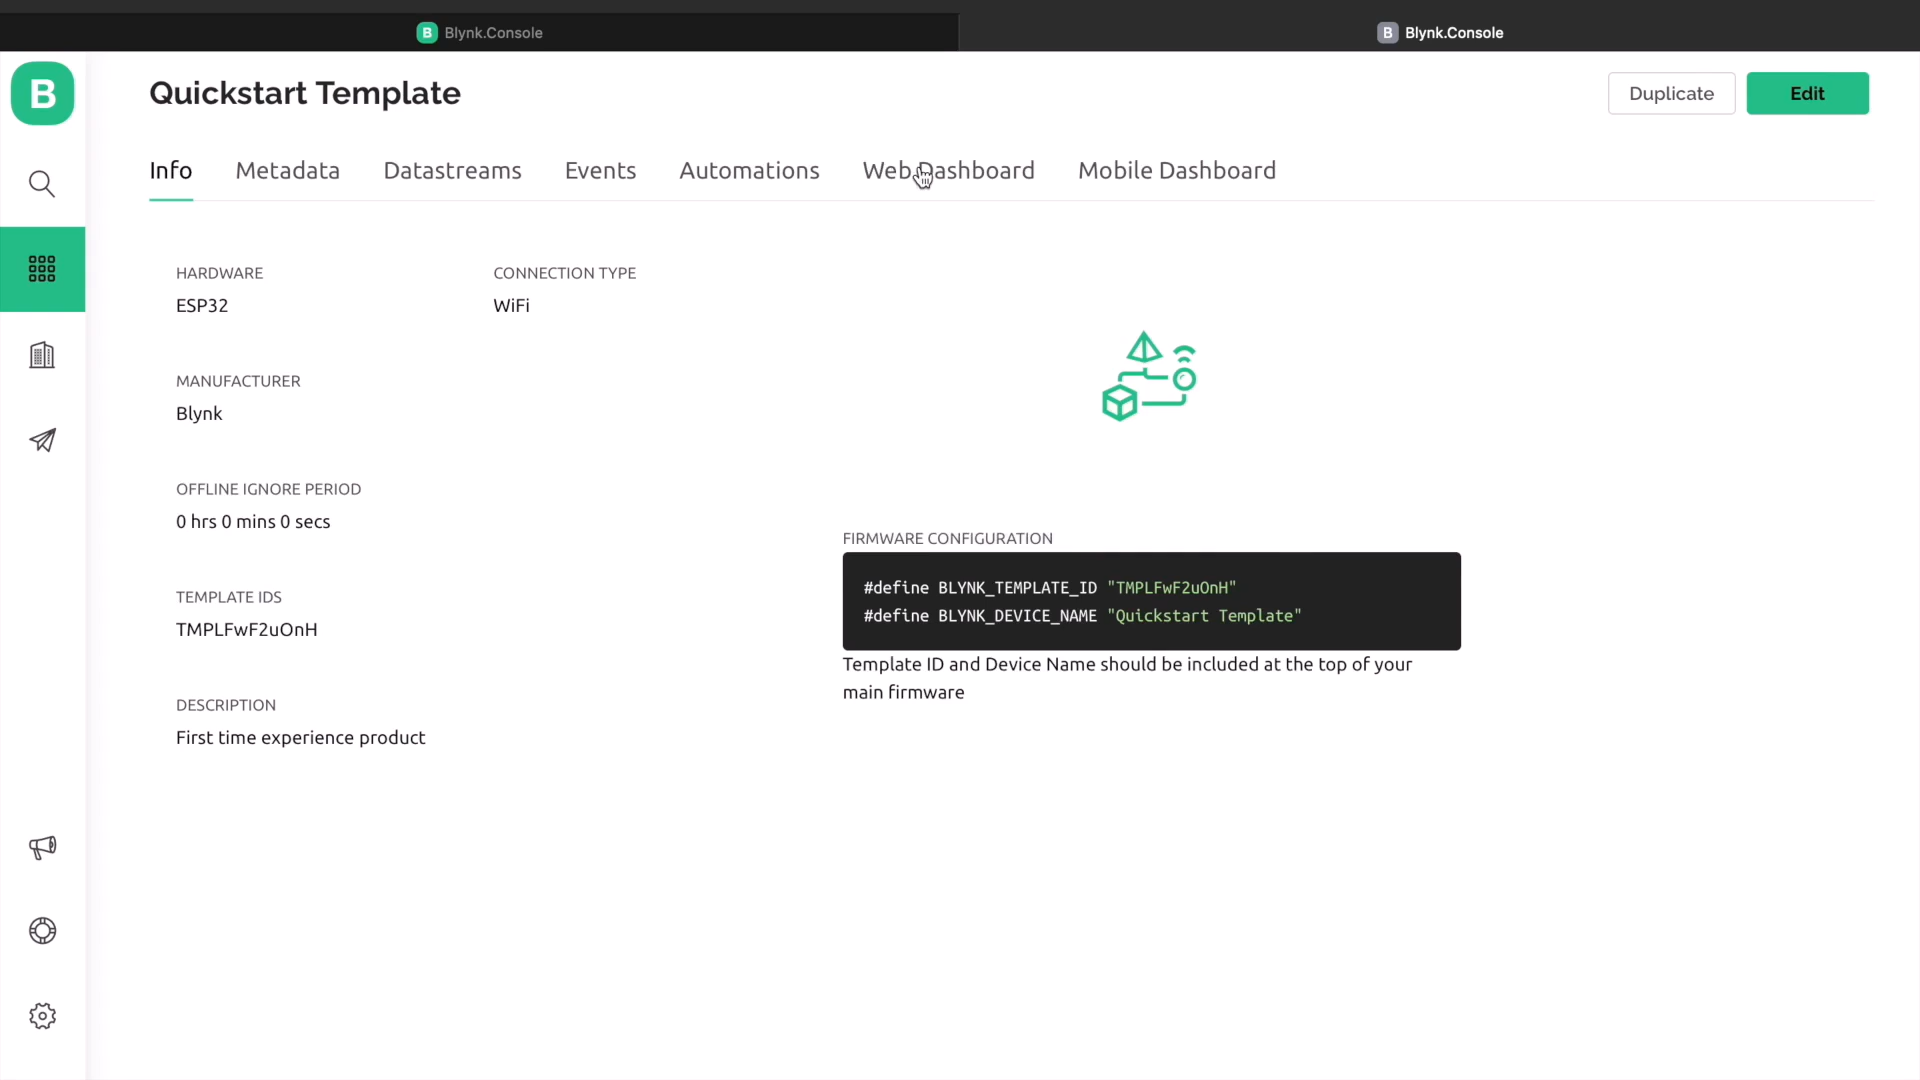 B Blynk.Console
B Blynk.Console
B
Quickstart Template
Duplicate
Edit
Info Metadata Datastreams Events Automations Web Dashboard Mobile Dashboard
HARDWARE
ESP32
CONNECTION TYPE
WiFi
MANUFACTURER
Blynk
OFFLINE IGNORE PERIOD
0 hrs 0 mins 0 secs
TEMPLATE IDS
TMPLFwF2uOnH
DESCRIPTION
First time experience product
FIRMWARE CONFIGURATION
#define BLYNK_TEMPLATE_ID "TMPLFwF2uOnH"
#define BLYNK_DEVICE_NAME "Quickstart Template"
Template ID and Device Name should be included at the top of your
main firmware